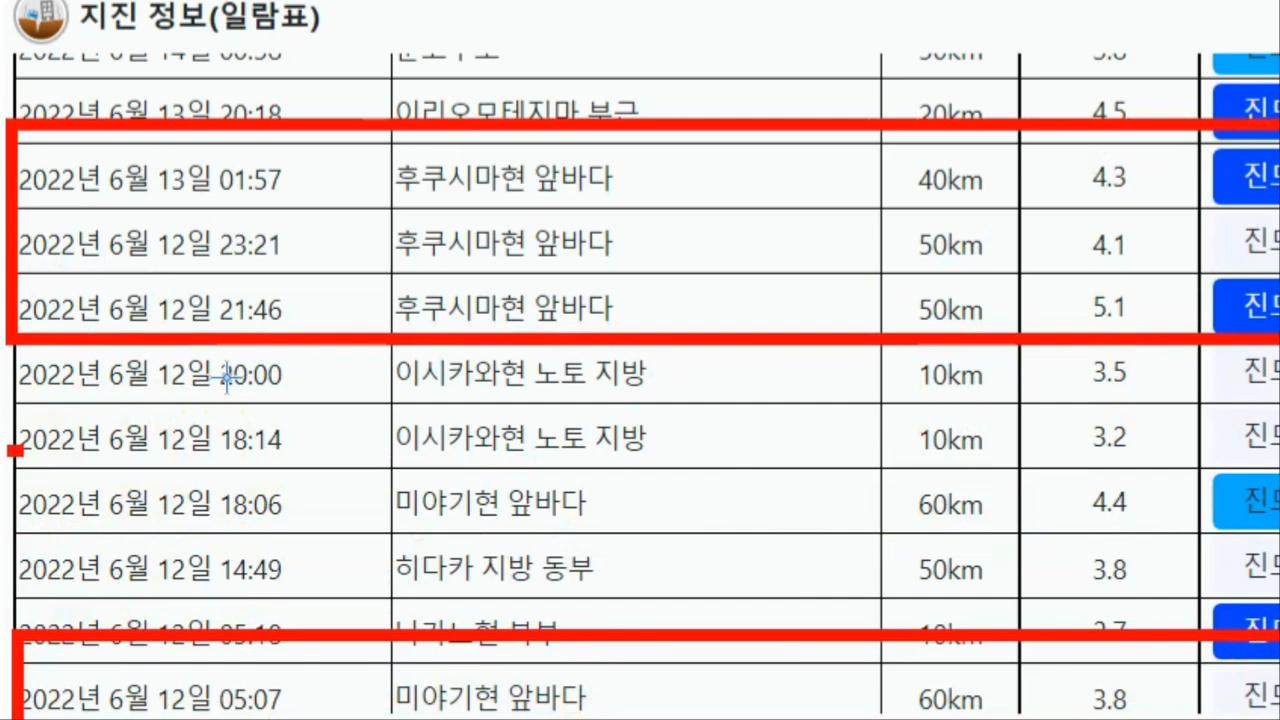 지진 정보(일람표)
2022년 6월 13일 20:18 이리오모테지마 부근 20km 4.5
2022년 6월 13일 01:57 후쿠시마현 앞바다 40km 4.3
2022년 6월 12일 23:21 후쿠시마현 앞바다 50km 4.1
2022년 6월 12일 21:46 후쿠시마현 앞바다 50km 5.1
2022년 6월 12일 20:00 이시카와현 노토 지방 10km 3.5
2022년 6월 12일 18:14 이시카와현 노토 지방 10km 3.2
2022년 6월 12일 18:06 미야기현 앞바다 60km 4.4
2022년 6월 12일 14:49 히다카 지방 동부 50km 3.8
2022년 6월 12일 05:07 미야기현 앞바다 60km 3.8